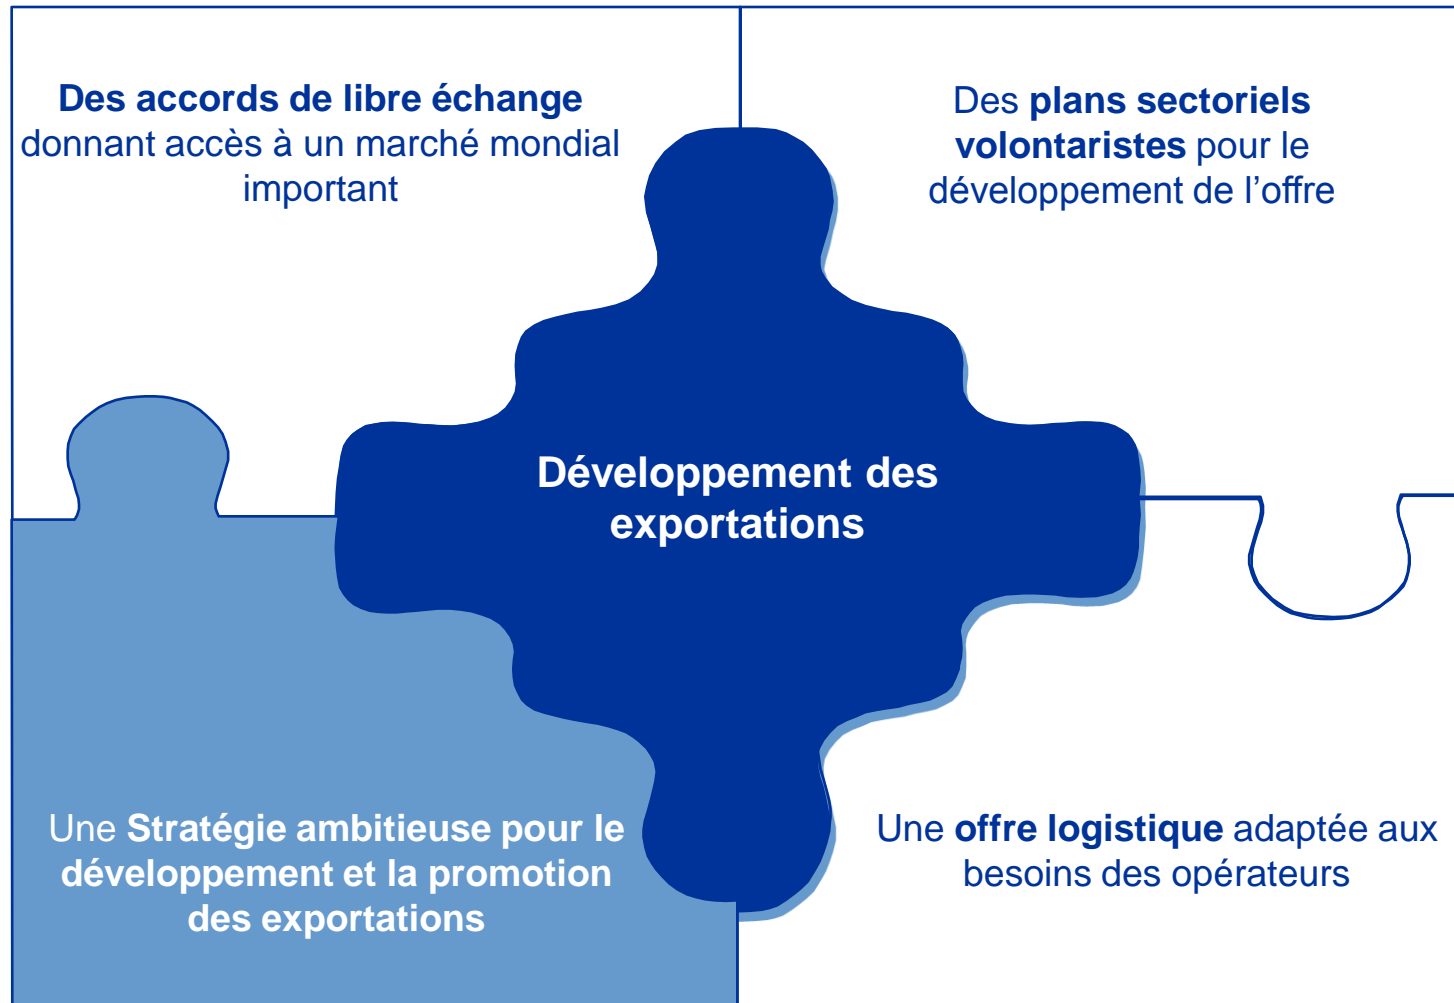 Des accords de libre échange
donnant accès à un marché mondial
important
Des plans sectoriels
volontaristes pour le
développement de l’offre
Développement des
exportations
Une Stratégie ambitieuse pour le
développement et la promotion
des exportations
Une offre logistique adaptée aux
besoins des opérateurs